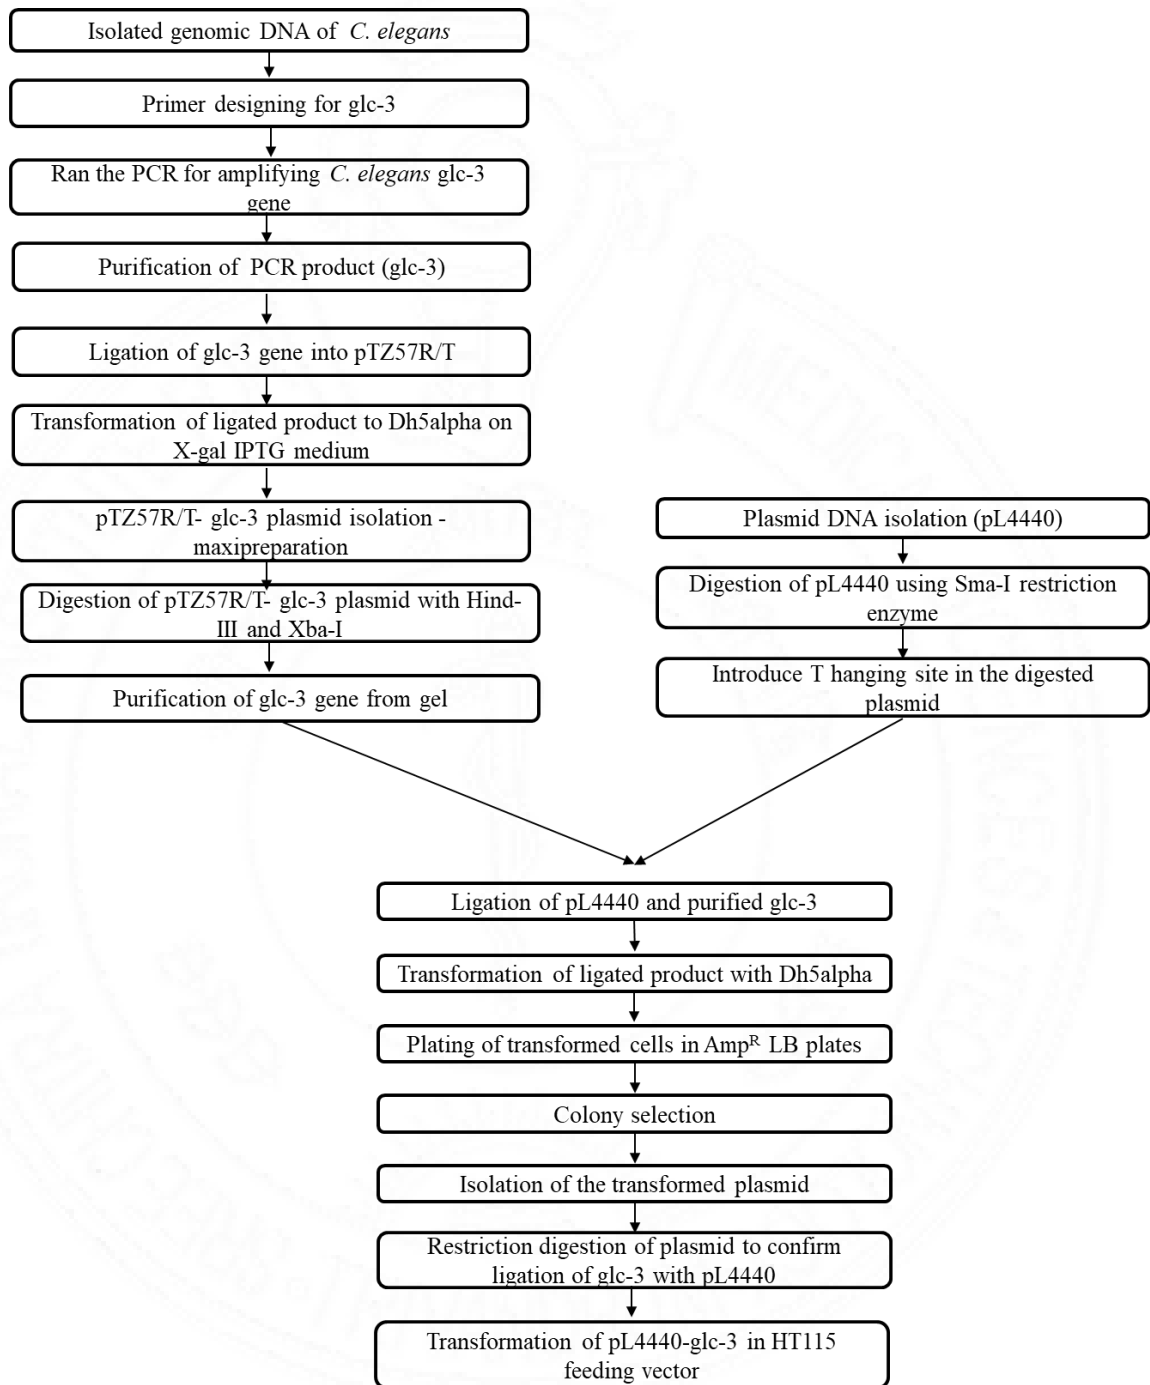 Isolated genomic DNA of C. elegans
Primer designing for glc-3
Ran the PCR for amplifying C. elegans glc-3
gene
Purification of PCR product (glc-3)
Ligation of glc-3 gene into pTZ57R/T
Transformation of ligated product to Dh5alpha on
X-gal IPTG medium
pTZ57R/T- glc-3 plasmid isolation -
maxipreparation
Digestion of pTZ57R/T- glc-3 plasmid with Hind-
III and Xba-I
Purification of glc-3 gene from gel
Plasmid DNA isolation (pL4440)
Digestion of pL4440 using Sma-I restriction
enzyme
Introduce T hanging site in the digested
plasmid
Ligation of pL4440 and purified glc-3
Transformation of ligated product with Dh5alpha
Plating of transformed cells in Amp^R LB plates
Colony selection
Isolation of the transformed plasmid
Restriction digestion of plasmid to confirm
ligation of glc-3 with pL4440
Transformation of pL4440-glc-3 in HT115
feeding vector